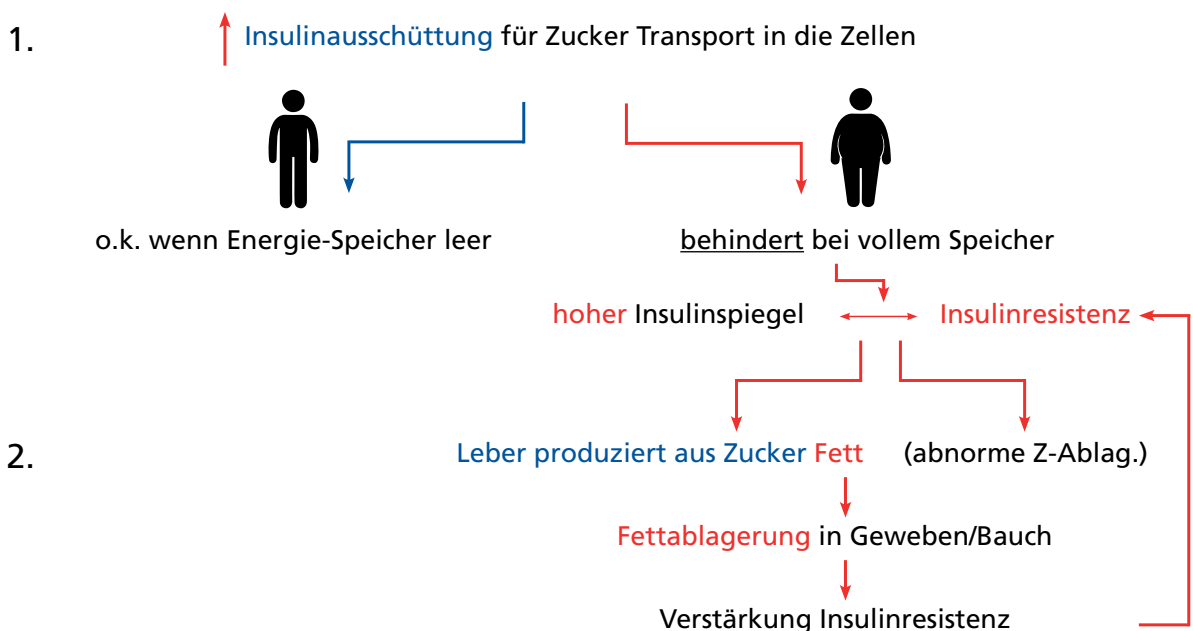 1.
Insulinausschüttung für Zucker Transport in die Zellen
o.k. wenn Energie-Speicher leer
behindert bei vollem Speicher
hoher Insulinspiegel
Insulinresistenz
2.
Leber produziert aus Zucker Fett
(abnorme Z-Ablag.)
Fettablagerung in Geweben/Bauch
Verstärkung Insulinresistenz